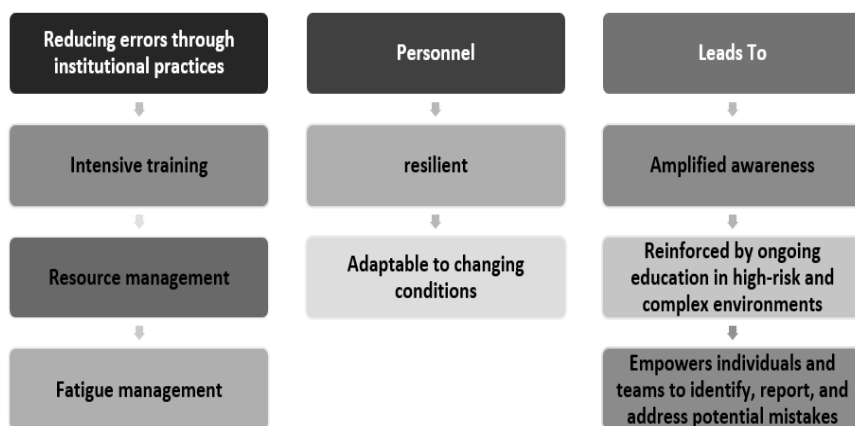 Reducing errors through
institutional practices
Intensive training
Resource management
Fatigue management
Personnel
resilient
Adaptable to changing
conditions
Leads To
Amplified awareness
Reinforced by ongoing
education in high-risk and
complex environments
Empowers individuals and
teams to identify, report, and
address potential mistakes